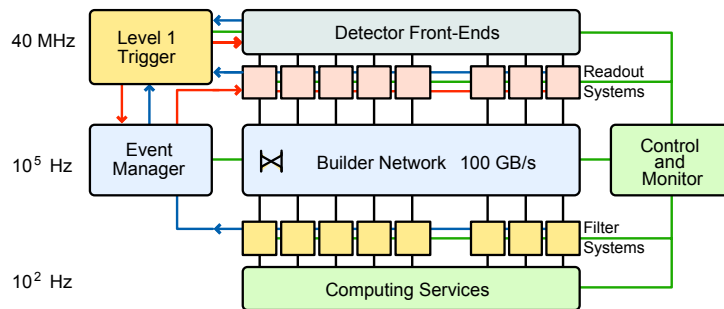 40 MHz
Level 1
Trigger
Detector Front-Ends
Readout
Systems
10⁵ Hz
Event
Manager
Builder Network 100 GB/s
Control
and
Monitor
Filter
Systems
10² Hz
Computing Services